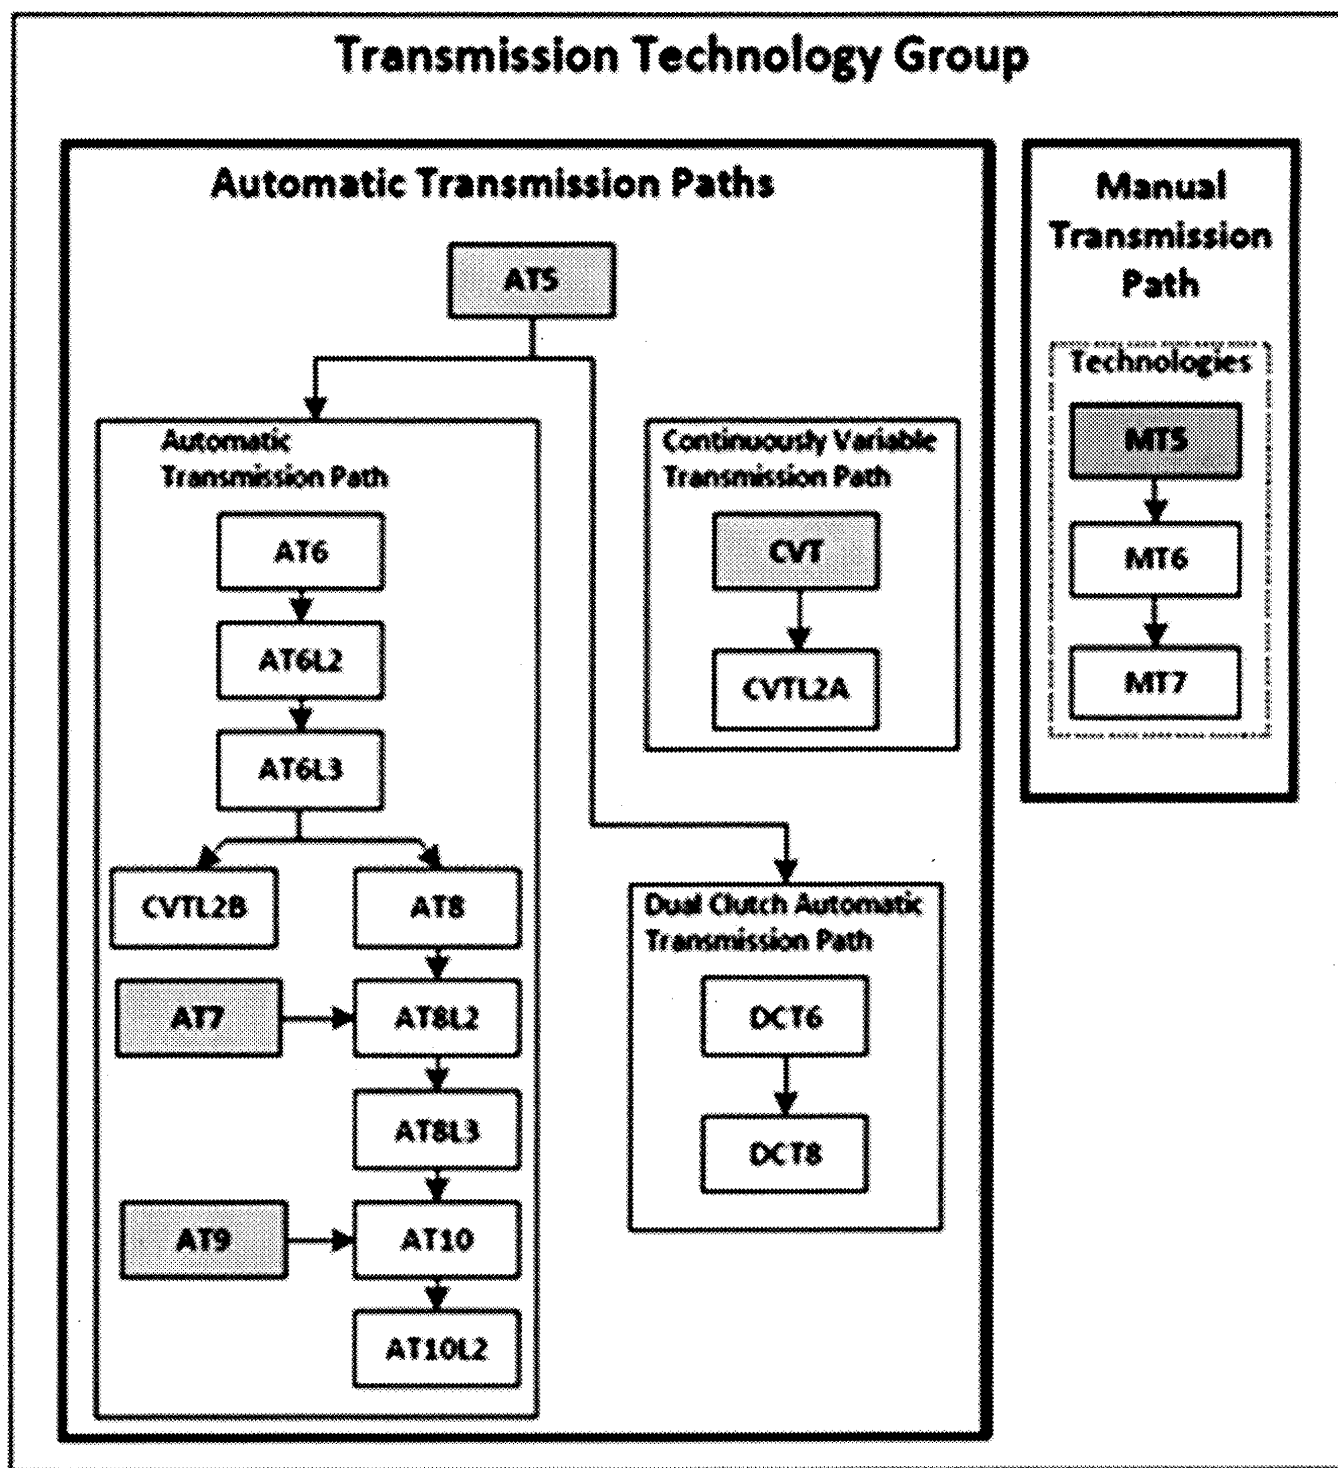 Transmission Technology Group
Automatic Transmission Paths
AT5
Automatic
Transmission Path
AT6
AT6L2
AT6L3
CVTL2B
AT8
AT7
AT8L2
AT8L3
AT9
AT10
AT10L2
Continuously Variable
Transmission Path
CVT
CVTL2A
Dual Clutch Automatic
Transmission Path
DCT6
DCT8
Manual
Transmission
Path
Technologies
MT5
MT6
MT7